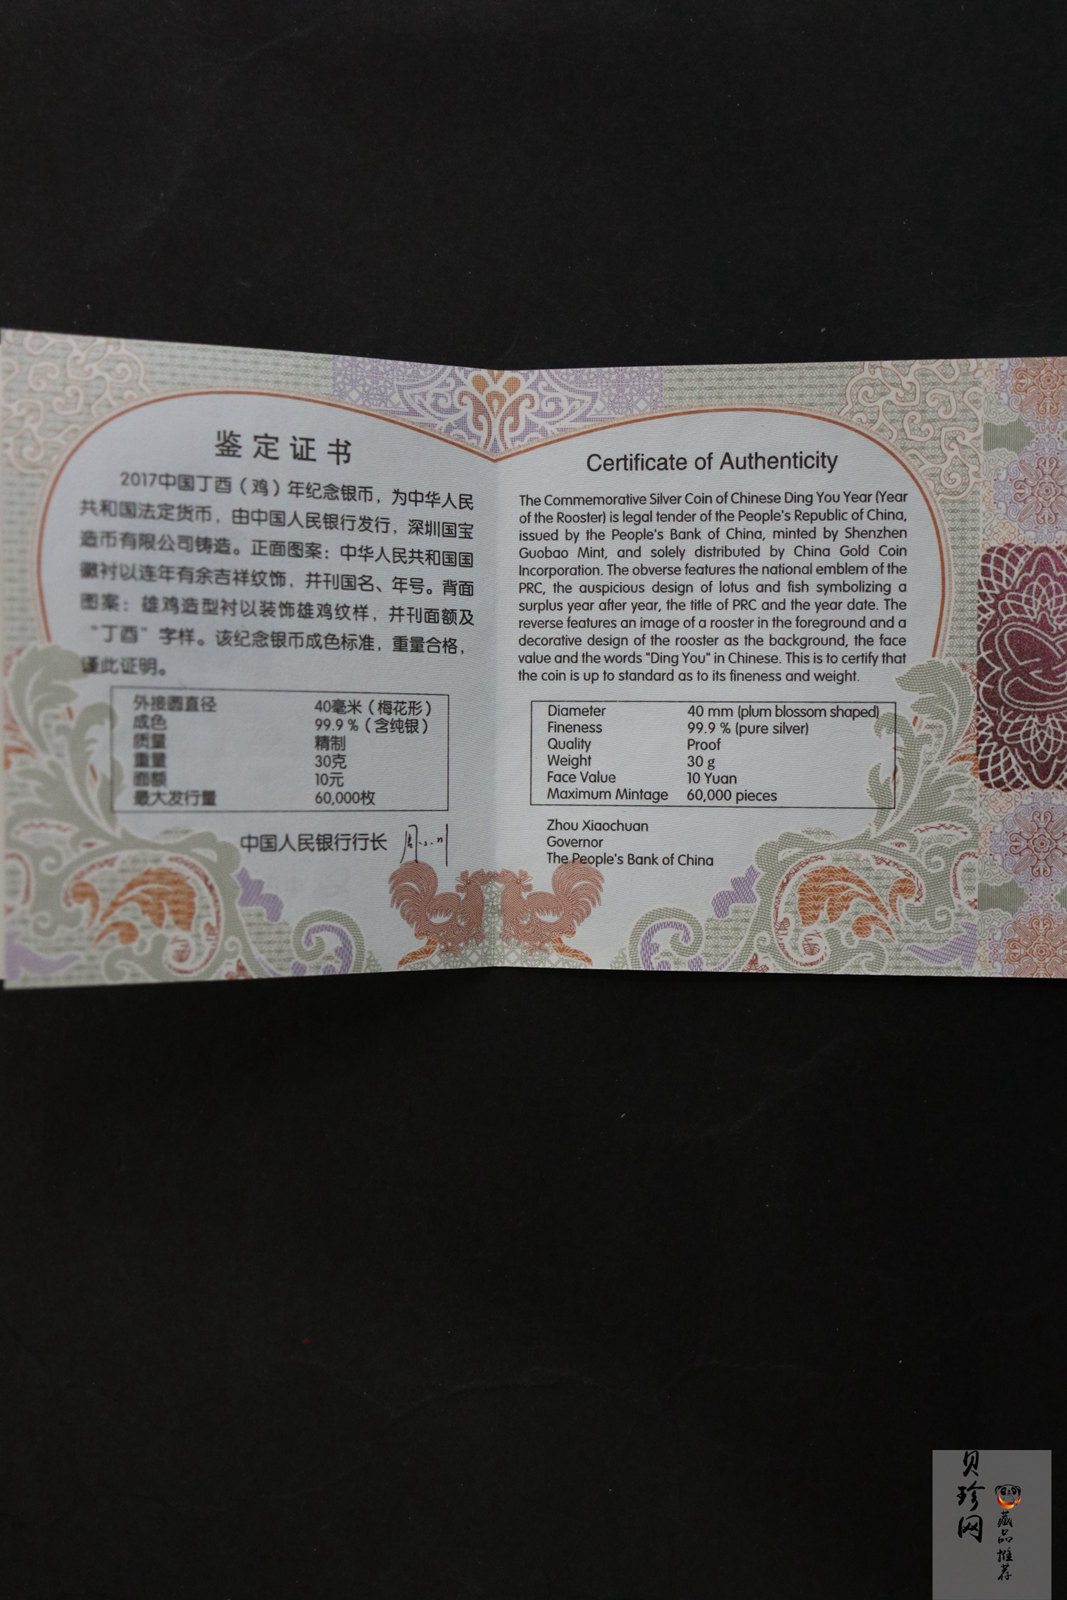 鉴定证书
2017中国丁酉（鸡）年纪念银币，为中华人民
共和国法定货币，由中国人民银行发行，深圳国宝
造币有限公司铸造。正面图案：中华人民共和国国
徽衬以连年有余吉祥纹饰，并刊国名、年号。背面
图案：雄鸡造型衬以装饰雄鸡纹样，并刊面额及
“丁酉”字样。该纪念银币成色标准，重量合格，
谨此证明。
外接圆直径 40毫米（梅花形）
成色 99.9 %（含纯银）
质量 精制
重量 30克
面额 10元
最大发行量 60,000枚
中国人民银行行长
Certificate of Authenticity
The Commemorative Silver Coin of Chinese Ding You Year (Year
of the Rooster) is legal tender of the People's Republic of China,
issued by the People's Bank of China, minted by Shenzhen
Guobao Mint, and solely distributed by China Gold Coin
Incorporation. The obverse features the national emblem of the
PRC, the auspicious design of lotus and fish symbolizing a
surplus year after year, the title of PRC and the year date. The
reverse features an image of a rooster in the foreground and a
decorative design of the rooster as the background, the face
value and the words "Ding You" in Chinese. This is to certify that
the coin is up to standard as to its fineness and weight.
Diameter 40 mm (plum blossom shaped)
Fineness 99.9 % (pure silver)
Quality Proof
Weight 30 g
Face Value 10 Yuan
Maximum Mintage 60,000 pieces
Zhou Xiaochuan
Governor
The People's Bank of China
贝珍网
藏品推荐